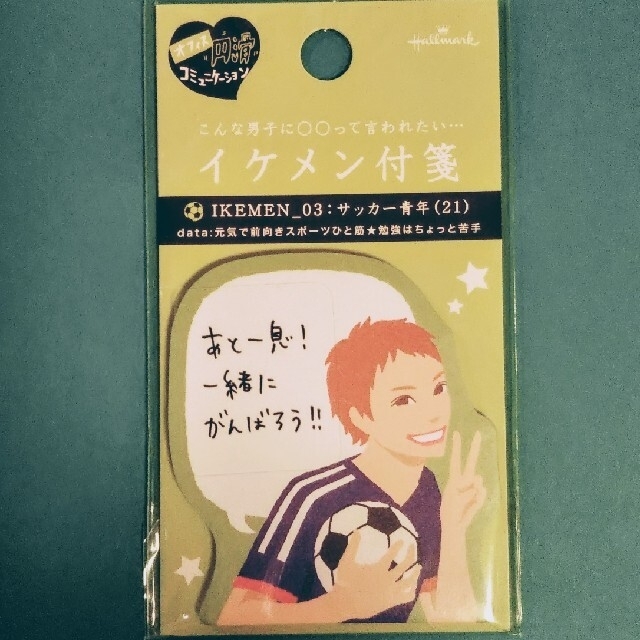 オフィス
円滑
コミュニケーション
Hallmark
こんな男子に○○って言われたい…
イケメン付箋
IKEMEN_03:サッカー青年(21)
data:元気で前向きスポーツひと筋★勉強はちょっと苦手
あと一息!
一緒に
がんばろう!!